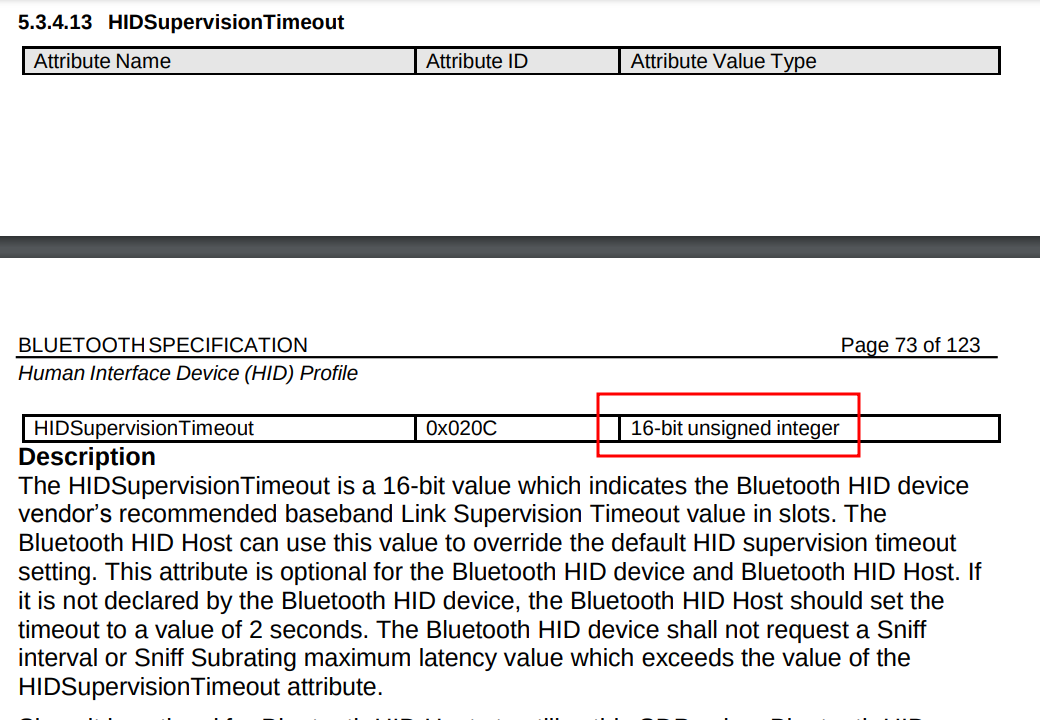 5.3.4.13 HIDSupervisionTimeout
Attribute Name Attribute ID Attribute Value Type
BLUETOOTH SPECIFICATION Page 73 of 123
Human Interface Device (HID) Profile
HIDSupervisionTimeout 0x020C 16-bit unsigned integer
Description
The HIDSupervisionTimeout is a 16-bit value which indicates the Bluetooth HID device
vendor’s recommended baseband Link Supervision Timeout value in slots. The
Bluetooth HID Host can use this value to override the default HID supervision timeout
setting. This attribute is optional for the Bluetooth HID device and Bluetooth HID Host. If
it is not declared by the Bluetooth HID device, the Bluetooth HID Host should set the
timeout to a value of 2 seconds. The Bluetooth HID device shall not request a Sniff
interval or Sniff Subrating maximum latency value which exceeds the value of the
HIDSupervisionTimeout attribute.